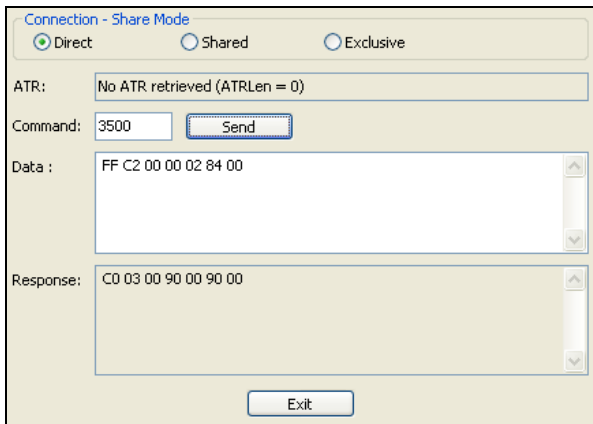 Connection - Share Mode
Direct Shared Exclusive
ATR: No ATR retrieved (ATRLen = 0)
Command: 3500 Send
Data : FF C2 00 00 02 84 00
Response: C0 03 00 90 00 90 00
Exit